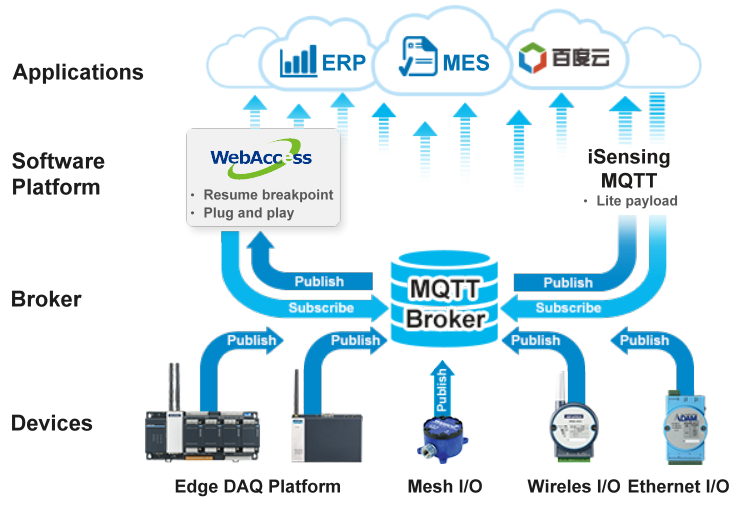 Applications
ERP
MES
百度云
Software
Platform
WebAccess
· Resume breakpoint
· Plug and play
iSensing
MQTT
· Lite payload
Broker
Publish
Subscribe
MQTT
Broker
Publish
Subscribe
Publish
Publish
Publish
Publish
Publish
Devices
ADAM
Edge DAQ Platform
Mesh I/O
Wireles I/O
Ethernet I/O